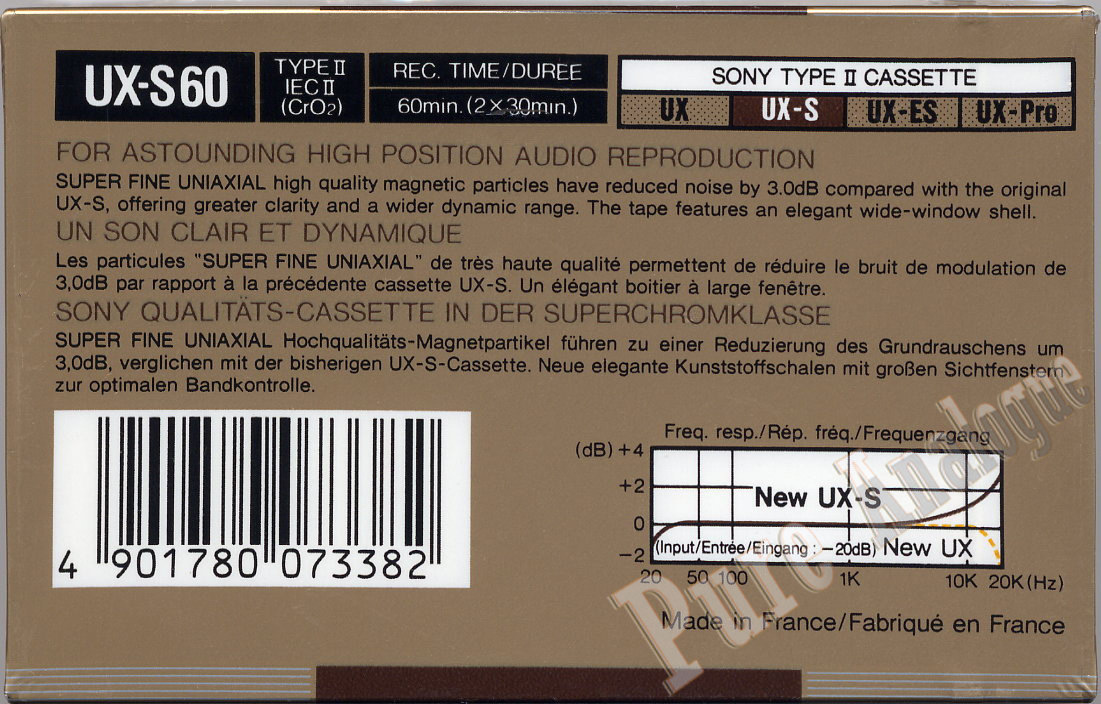 UX-S60
TYPE II
IEC II
(CrO2)
REC. TIME/DUREE
60min. (2×30min.)
SONY TYPE II CASSETTE
UX UX-S UX-ES UX-Pro
FOR ASTOUNDING HIGH POSITION AUDIO REPRODUCTION
SUPER FINE UNIAXIAL high quality magnetic particles have reduced noise by 3.0dB compared with the original
UX-S, offering greater clarity and a wider dynamic range. The tape features an elegant wide-window shell.
UN SON CLAIR ET DYNAMIQUE
Les particules "SUPER FINE UNIAXIAL" de très haute qualité permettent de réduire le bruit de modulation de
3,0dB par rapport à la précédente cassette UX-S. Un élégant boitier à large fenêtre.
SONY QUALITÄTS-CASSETTE IN DER SUPERCHROMKLASSE
SUPER FINE UNIAXIAL Hochqualitäts-Magnetpartikel führen zu einer Reduzierung des Grundrauschens um
3,0dB, verglichen mit der bisherigen UX-S-Cassette. Neue elegante Kunststoffschalen mit großen Sichtfenstern
zur optimalen Bandkontrolle.
4 901780 073382
Freq. resp./Rép. fréq./Frequenzgang
(dB) +4
+2
New UX-S
0
-2
(Input/Entrée/Eingang : -20dB) New UX
20 50 100 1K 10K 20K (Hz)
Made in France/Fabriqué en France
Pure Analogue